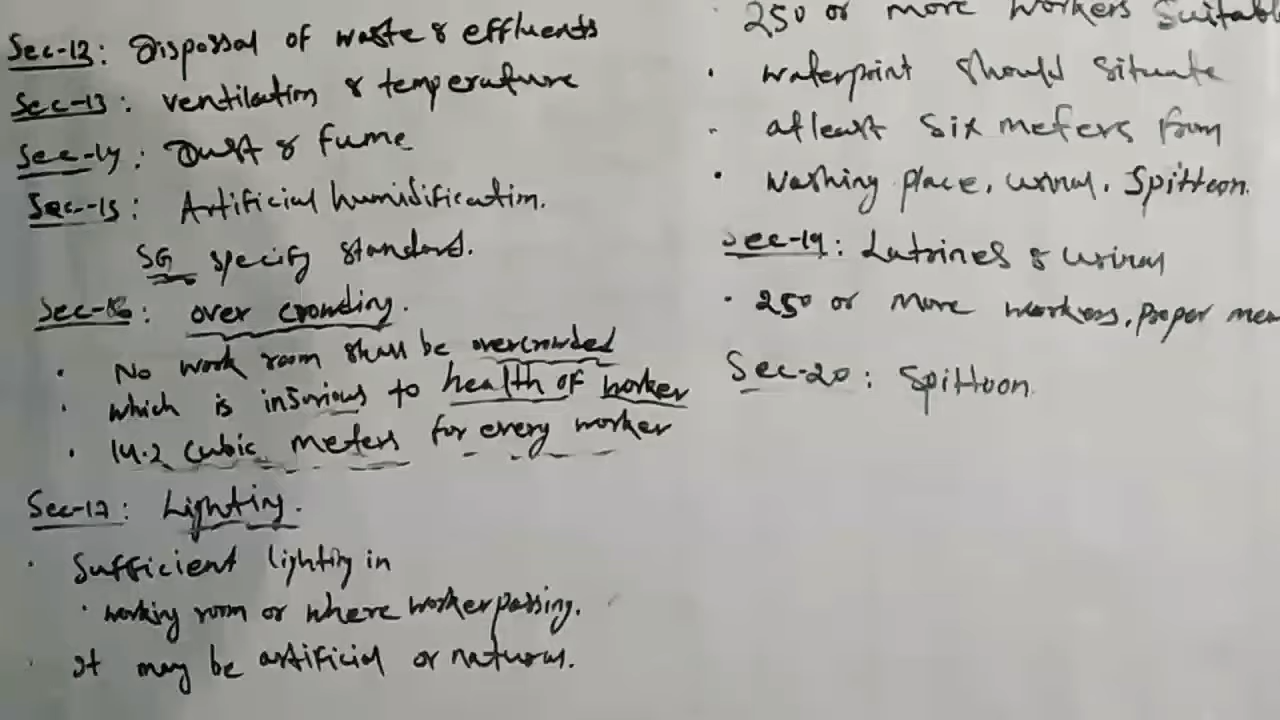 Sec-12: Disposal of waste & effluents
Sec-13: Ventilation & temperature
Sec-14: Dust & fume
Sec-15: Artificial humidification.
SG specify standard.
Sec-16: over crowding.
· No work room shall be overcrowded
· which is injurious to health of worker
· 14.2 cubic meters for every worker
Sec-17: Lighting.
· Sufficient lighting in
· working room or where worker passing.
· It may be artificial or natural.
250 or more workers suitabl
· waterpoint should situate
· atleast six meters from
· washing place, urinal, spittoon.
Sec-19: Latrines & urinal
· 250 or more workers, proper mea
Sec-20: Spittoon.